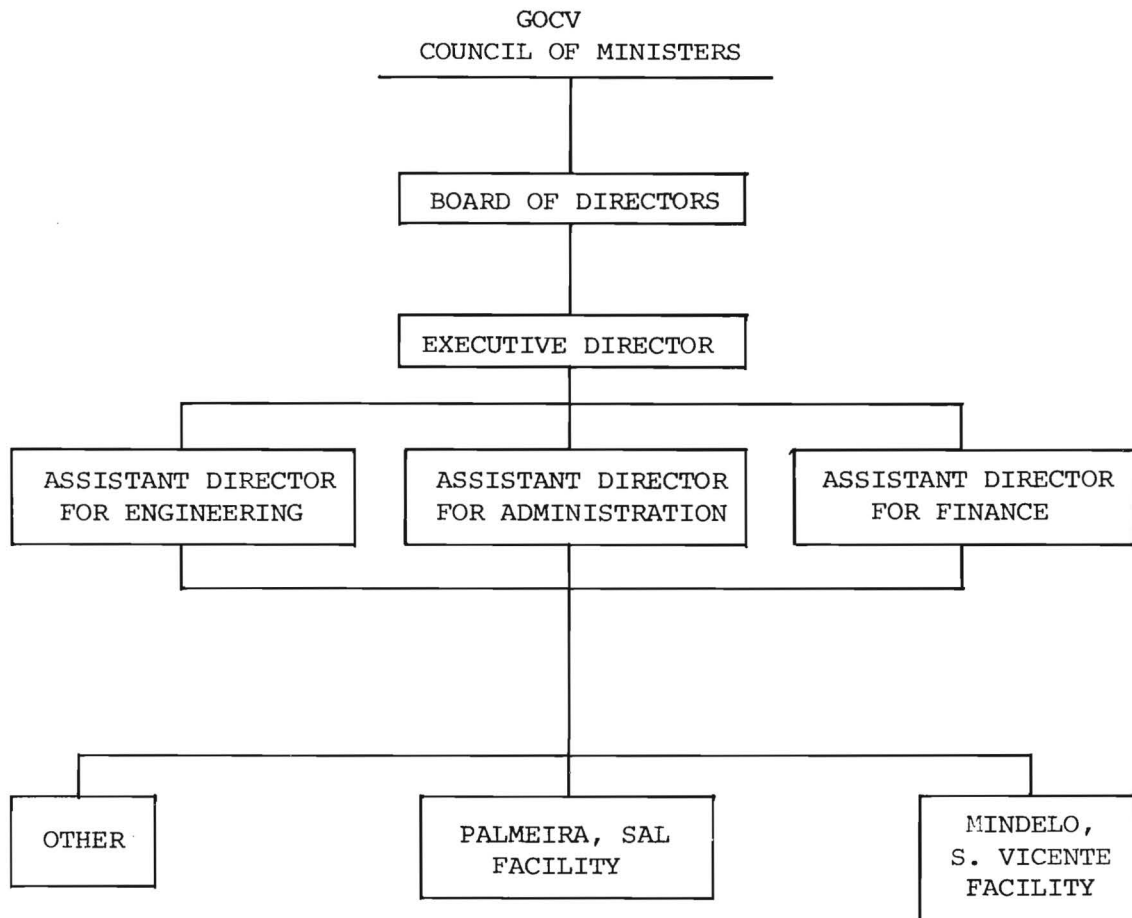 GOCV
COUNCIL OF MINISTERS
BOARD OF DIRECTORS
EXECUTIVE DIRECTOR
ASSISTANT DIRECTOR
FOR ENGINEERING
ASSISTANT DIRECTOR
FOR ADMINISTRATION
ASSISTANT DIRECTOR
FOR FINANCE
OTHER
PALMEIRA, SAL
FACILITY
MINDELO,
S. VICENTE
FACILITY